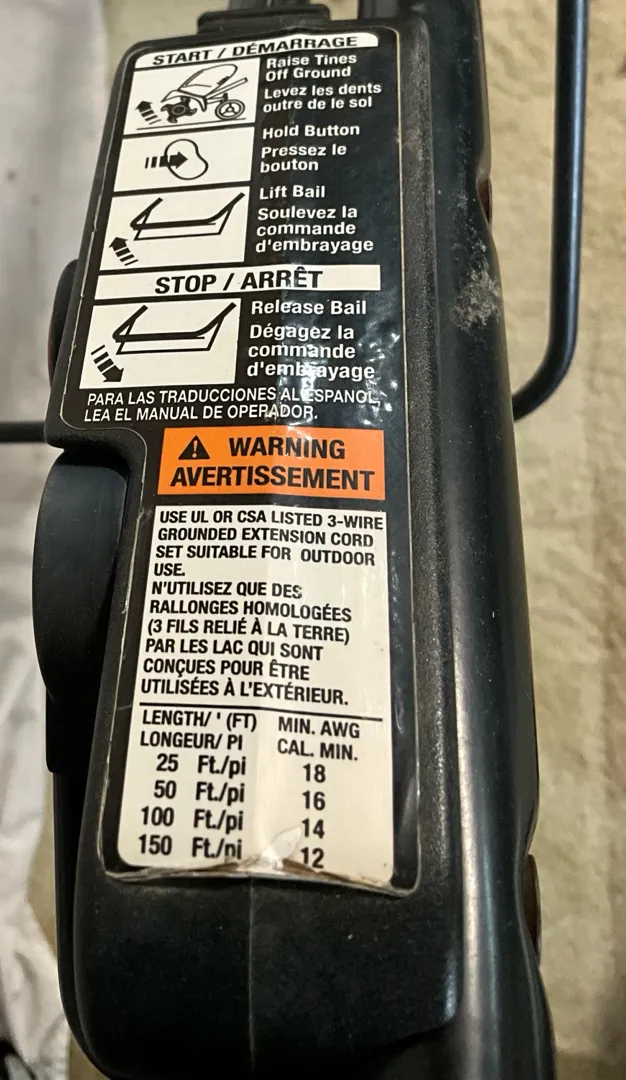 START / DÉMARRAGE
Raise Tines
Off Ground
Levez les dents
outre de le sol
Hold Button
Pressez le
bouton
Lift Bail
Soulevez la
commande
d'embrayage
STOP / ARRÊT
Release Bail
Dégagez la
commande
d'embrayage
PARA LAS TRADUCCIONES AL ESPANOL,
LEA EL MANUAL DE OPERADOR.
WARNING
AVERTISSEMENT
USE UL OR CSA LISTED 3-WIRE
GROUNDED EXTENSION CORD
SET SUITABLE FOR OUTDOOR
USE.
N'UTILISEZ QUE DES
RALLONGES HOMOLOGÉES
(3 FILS RELIÉ À LA TERRE)
PAR LES LAC QUI SONT
CONÇUES POUR ÊTRE
UTILISÉES À L'EXTÉRIEUR.
LENGTH/ ' (FT) MIN. AWG
LONGEUR/ PI CAL. MIN.
25 Ft./pi 18
50 Ft./pi 16
100 Ft./pi 14
150 Ft./pi 12